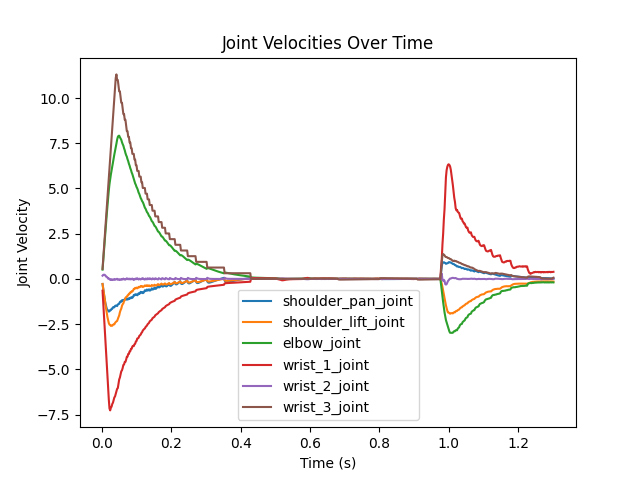 Joint Velocities Over Time
Joint Velocity
10.0
7.5
5.0
2.5
0.0
−2.5
−5.0
−7.5
shoulder_pan_joint
shoulder_lift_joint
elbow_joint
wrist_1_joint
wrist_2_joint
wrist_3_joint
0.0 0.2 0.4 0.6 0.8 1.0 1.2
Time (s)